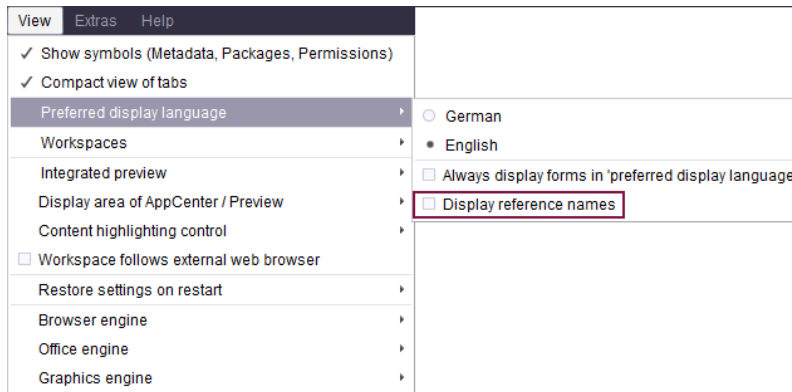 View Extras Help
✓ Show symbols (Metadata, Packages, Permissions)
✓ Compact view of tabs
Preferred display language
Workspaces
Integrated preview
Display area of AppCenter / Preview
Content highlighting control
Workspace follows external web browser
Restore settings on restart
Browser engine
Office engine
Graphics engine
German
English
Always display forms in 'preferred display language
Display reference names